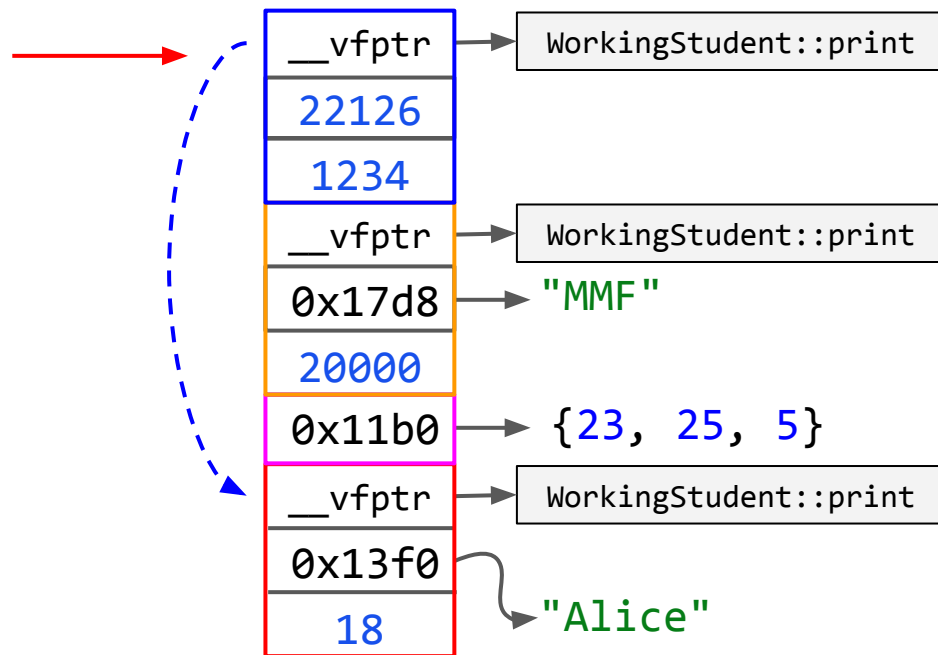 __vfptr WorkingStudent::print
22126
1234
__vfptr WorkingStudent::print
0x17d8 "MMF"
20000
0x11b0 {23, 25, 5}
__vfptr WorkingStudent::print
0x13f0
"Alice"
18